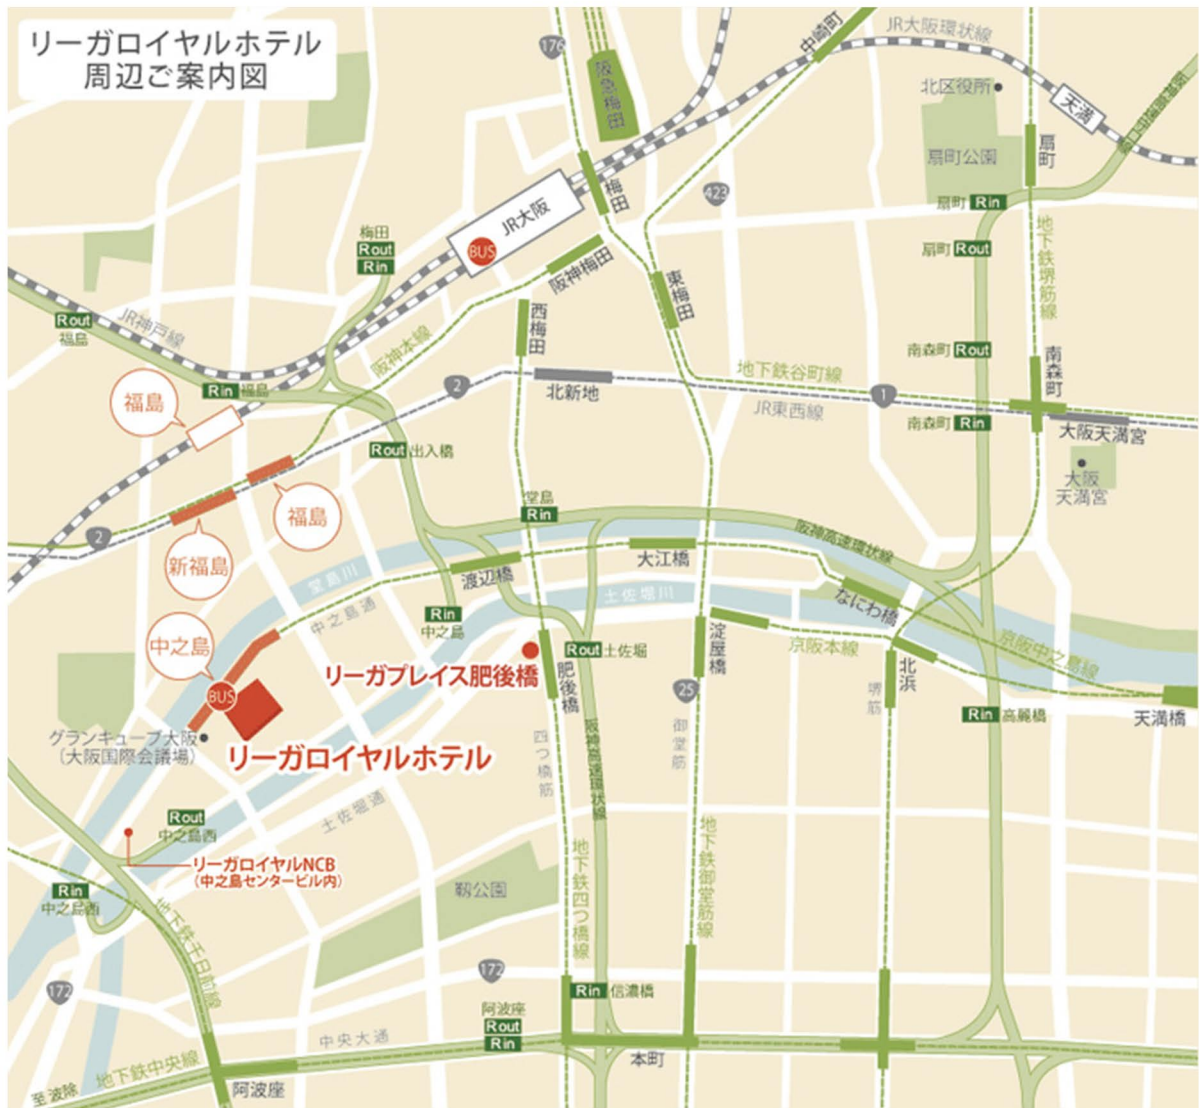 リーガロイヤルホテル
周辺ご案内図
176
阪急梅田
中崎町
JR大阪環状線
北区役所
天満
扇町公園
扇町
梅田
423
JR大阪
BUS
扇町 Rin
梅田
Rout
Rin
扇町 Rout
地下鉄堺筋線
阪神梅田
東梅田
西梅田
Rout
福島
JR神戸線
阪神本線
南森町 Rout
南森町
地下鉄谷町線
Rin 福島
2
北新地
1
JR東西線
福島
南森町 Rin
大阪天満宮
Rout 出入橋
大阪
天満宮
堂島
Rin
福島
2
新福島
阪神高速環状線
大江橋
渡辺橋
堂島川
中之島通
土佐堀川
なにわ橋
Rin
中之島
中之島
淀屋橋
京阪本線
京阪中之島線
Rout 土佐堀
リーガプレイス肥後橋
肥後橋
北浜
25
堺筋
BUS
Rin 高麗橋
天満橋
グランキューブ大阪
(大阪国際会議場)
リーガロイヤルホテル
四つ橋筋
阪神高速環状線
御堂筋
Rout
中之島西
土佐堀通
リーガロイヤルNCB
(中之島センタービル内)
地下鉄四つ橋線
地下鉄御堂筋線
Rin
中之島西
靱公園
地下鉄千日前線
172
172
Rin 信濃橋
阿波座
Rout
Rin
中央大通
本町
地下鉄中央線
至 波除
阿波座